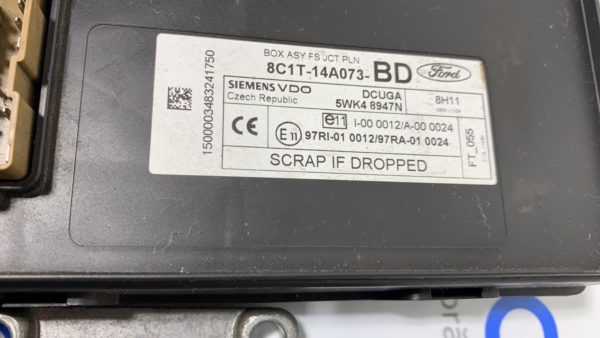 BOX ASY FS JCT PLN
8C1T-14A073-BD
Ford
SIEMENS VDO DCUGA 8H11
Czech Republic 5WK4 8947N
1500003483241750
CE e11 I-00 0012/A-00 0024
E11 97RI-01 0012/97RA-01 0024
FT_055
SCRAP IF DROPPED